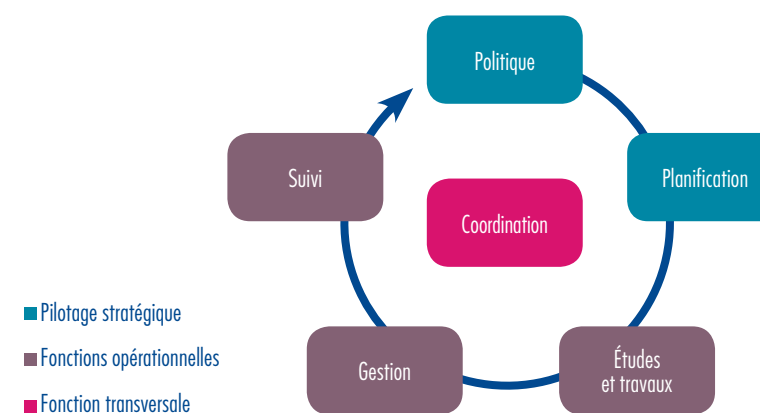 Politique
Suivi
Planification
Coordination
Pilotage stratégique
Fonctions opérationnelles
Gestion
Études
et travaux
Fonction transversale